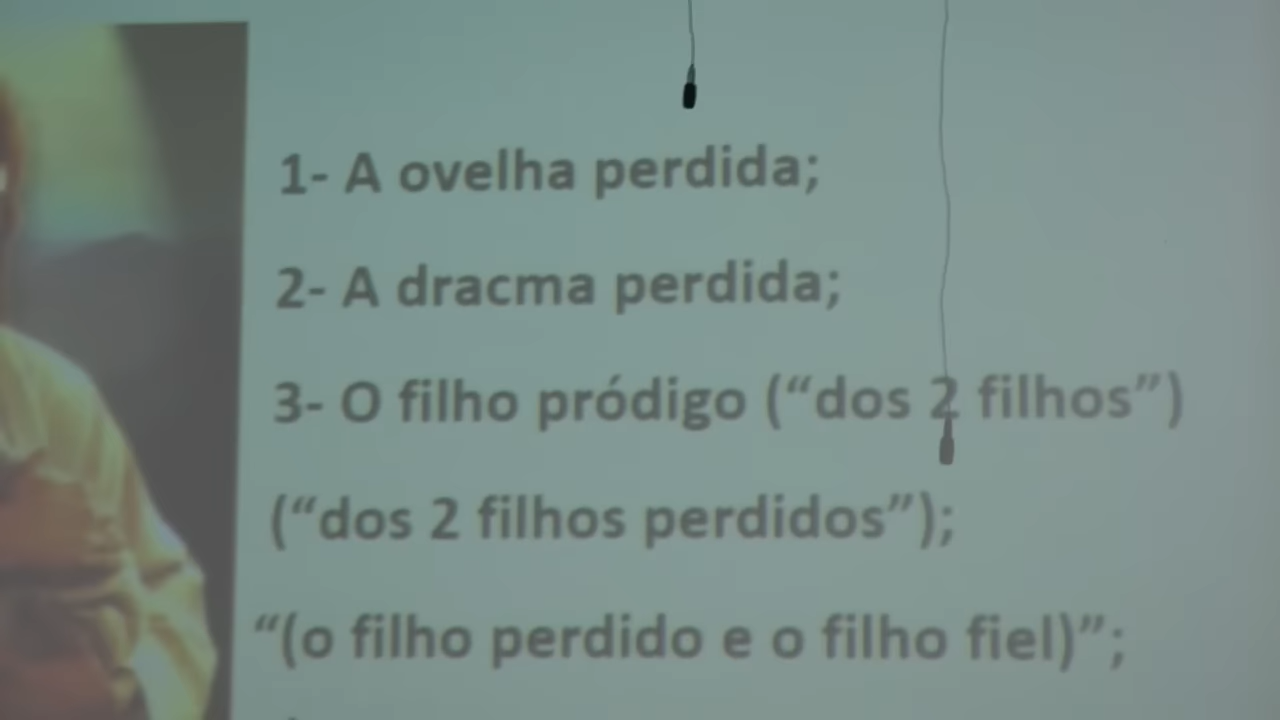 1- A ovelha perdida;
2- A dracma perdida;
3- O filho pródigo (“dos 2 filhos”)
(“dos 2 filhos perdidos”);
“(o filho perdido e o filho fiel)”;